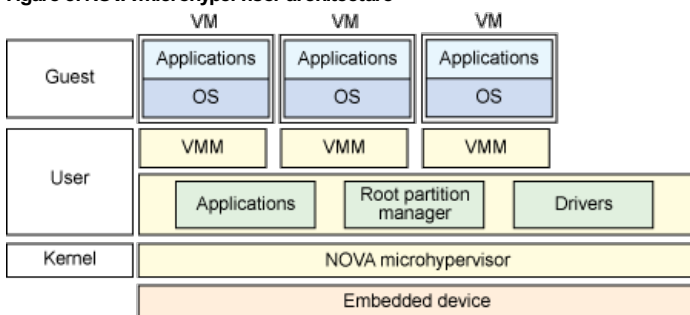 VM VM VM
Guest
Applications Applications Applications
OS OS OS
User
VMM VMM VMM
Applications
Root partition
manager
Drivers
Kernel
NOVA microhypervisor
Embedded device